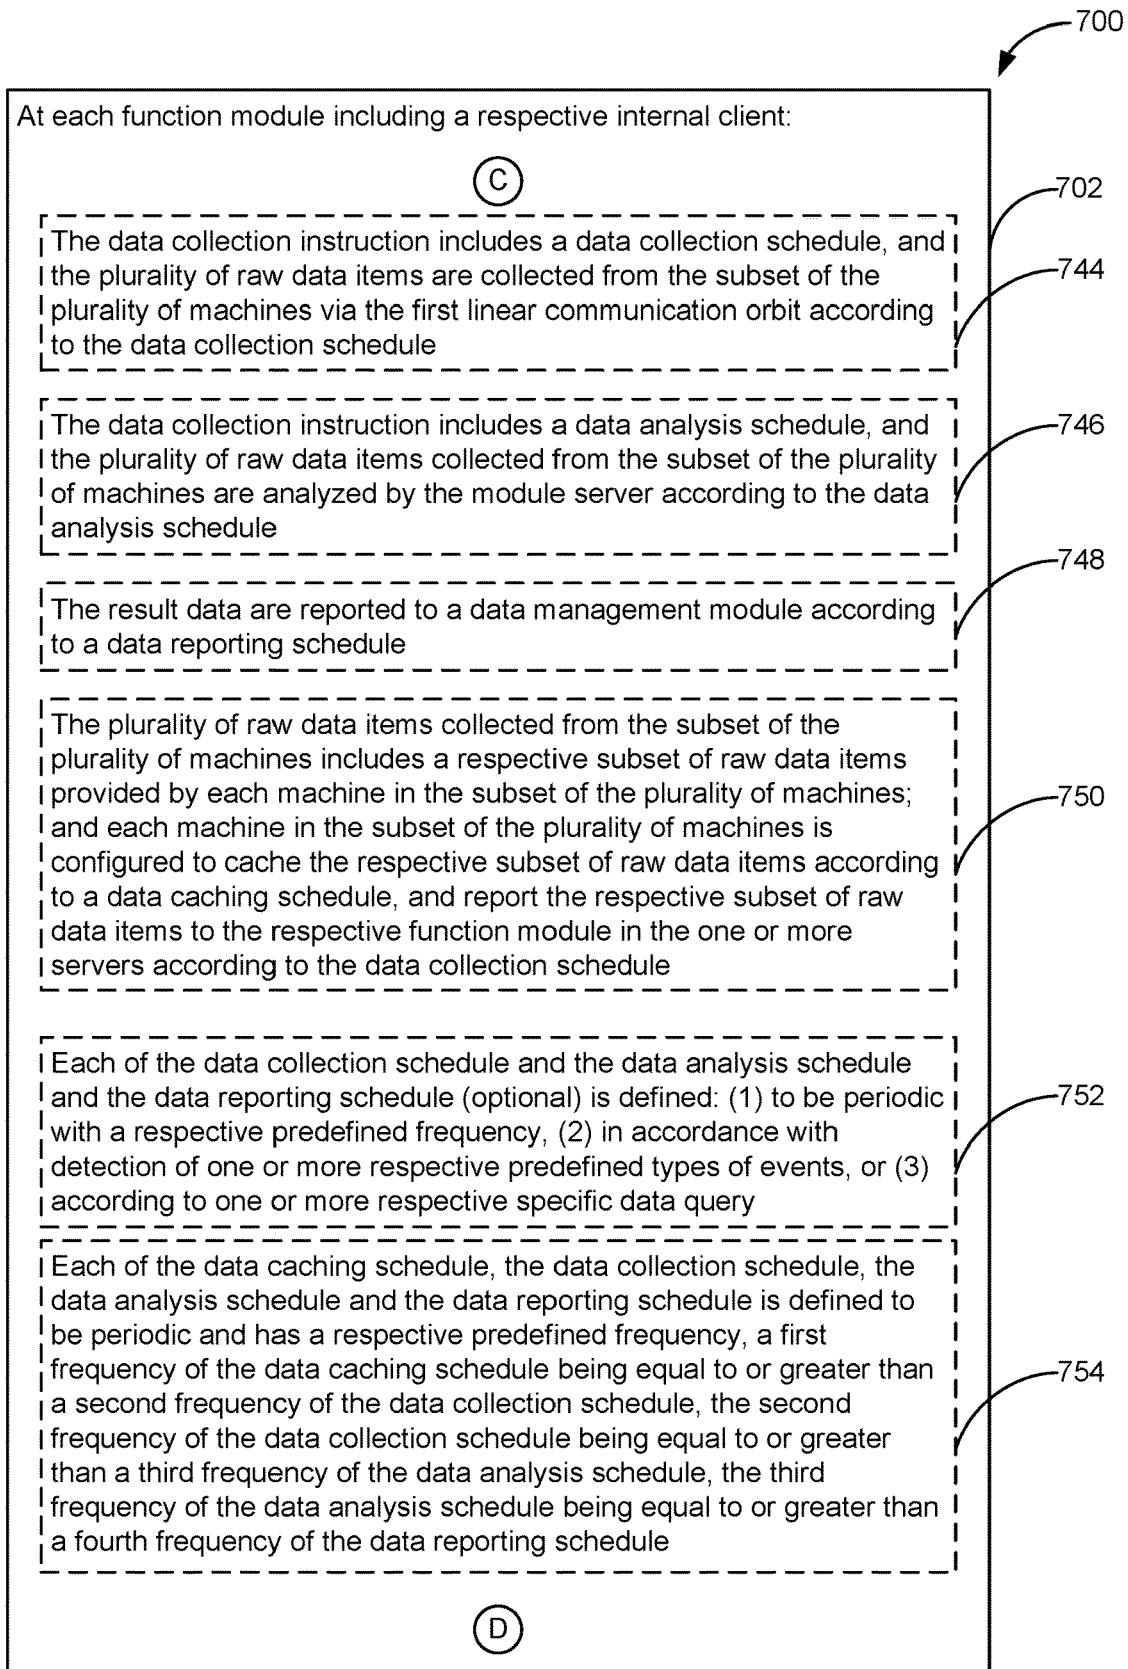 700
At each function module including a respective internal client:
C
702
The data collection instruction includes a data collection schedule, and
the plurality of raw data items are collected from the subset of the
plurality of machines via the first linear communication orbit according
to the data collection schedule
744
The data collection instruction includes a data analysis schedule, and
the plurality of raw data items collected from the subset of the plurality
of machines are analyzed by the module server according to the data
analysis schedule
746
The result data are reported to a data management module according
to a data reporting schedule
748
The plurality of raw data items collected from the subset of the
plurality of machines includes a respective subset of raw data items
provided by each machine in the subset of the plurality of machines;
and each machine in the subset of the plurality of machines is
configured to cache the respective subset of raw data items according
to a data caching schedule, and report the respective subset of raw
data items to the respective function module in the one or more
servers according to the data collection schedule
750
Each of the data collection schedule and the data analysis schedule
and the data reporting schedule (optional) is defined: (1) to be periodic
with a respective predefined frequency, (2) in accordance with
detection of one or more respective predefined types of events, or (3)
according to one or more respective specific data query
752
Each of the data caching schedule, the data collection schedule, the
data analysis schedule and the data reporting schedule is defined to
be periodic and has a respective predefined frequency, a first
frequency of the data caching schedule being equal to or greater than
a second frequency of the data collection schedule, the second
frequency of the data collection schedule being equal to or greater
than a third frequency of the data analysis schedule, the third
frequency of the data analysis schedule being equal to or greater than
a fourth frequency of the data reporting schedule
754
D